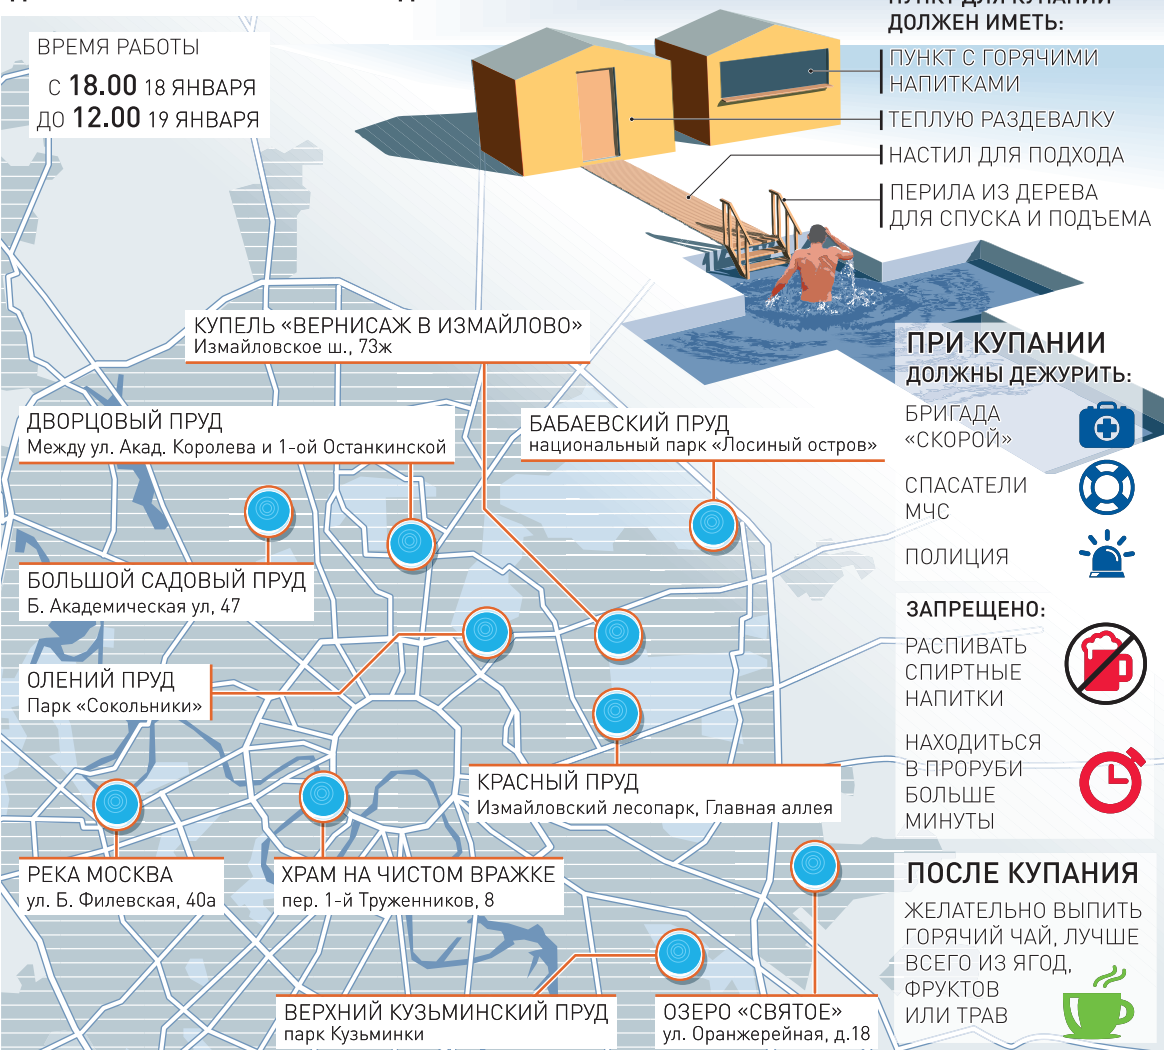 ПУНКТ ДЛЯ КУПАНИЯ
ДОЛЖЕН ИМЕТЬ:
ПУНКТ С ГОРЯЧИМИ
НАПИТКАМИ
ТЕПЛУЮ РАЗДЕВАЛКУ
НАСТИЛ ДЛЯ ПОДХОДА
ПЕРИЛА ИЗ ДЕРЕВА
ДЛЯ СПУСКА И ПОДЪЕМА
ВРЕМЯ РАБОТЫ
С 18.00 18 ЯНВАРЯ
ДО 12.00 19 ЯНВАРЯ
КУПЕЛЬ «ВЕРНИСАЖ В ИЗМАЙЛОВО»
Измайловское ш., 73ж
ДВОРЦОВЫЙ ПРУД
Между ул. Акад. Королева и 1-ой Останкинской
БАБАЕВСКИЙ ПРУД
национальный парк «Лосиный остров»
БОЛЬШОЙ САДОВЫЙ ПРУД
Б. Академическая ул, 47
ОЛЕНИЙ ПРУД
Парк «Сокольники»
КРАСНЫЙ ПРУД
Измайловский лесопарк, Главная аллея
РЕКА МОСКВА
ул. Б. Филевская, 40а
ХРАМ НА ЧИСТОМ ВРАЖКЕ
пер. 1-й Труженников, 8
ВЕРХНИЙ КУЗЬМИНСКИЙ ПРУД
парк Кузьминки
ОЗЕРО «СВЯТОЕ»
ул. Оранжерейная, д.18
ПРИ КУПАНИИ
ДОЛЖНЫ ДЕЖУРИТЬ:
БРИГАДА
«СКОРОЙ»
СПАСАТЕЛИ
МЧС
ПОЛИЦИЯ
ЗАПРЕЩЕНО:
РАСПИВАТЬ
СПИРТНЫЕ
НАПИТКИ
НАХОДИТЬСЯ
В ПРОРУБИ
БОЛЬШЕ
МИНУТЫ
ПОСЛЕ КУПАНИЯ
ЖЕЛАТЕЛЬНО ВЫПИТЬ
ГОРЯЧИЙ ЧАЙ, ЛУЧШЕ
ВСЕГО ИЗ ЯГОД,
ФРУКТОВ
ИЛИ ТРАВ